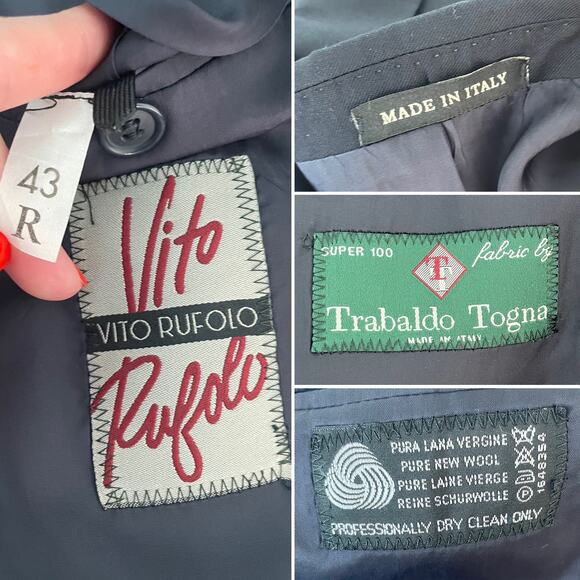 43
R
Vito
VITO RUFOLO
Rufolo
MADE IN ITALY
SUPER 100 fabric by
T
Trabaldo Togna
MADE IN ITALY
PURA LANA VERGINE
PURE NEW WOOL
PURE LAINE VIERGE
REINE SCHURWOLLE
P
1648354
PROFESSIONALLY DRY CLEAN ONLY